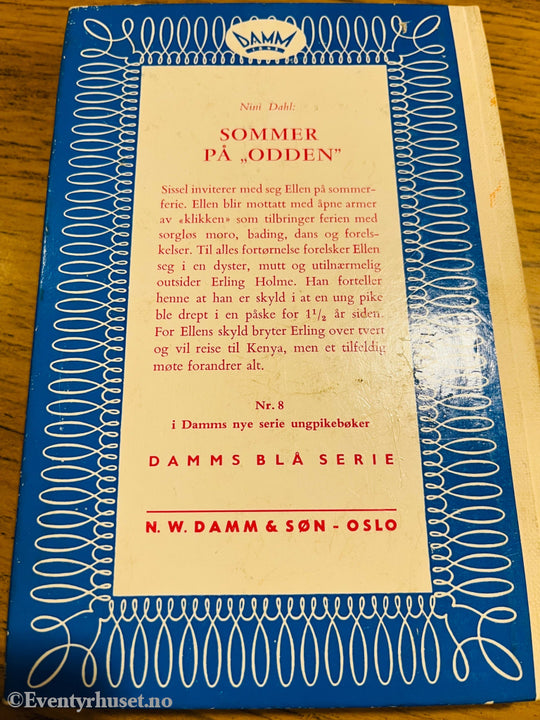 DAMM
Nini Dahl:
SOMMER
PÅ „ODDEN”
Sissel inviterer med seg Ellen på sommer-
ferie. Ellen blir mottatt med åpne armer
av «klikken» som tilbringer ferien med
sorgløs moro, bading, dans og forels-
kelser. Til alles fortørnelse forelsker Ellen
seg i en dyster, mutt og utilnærmelig
outsider Erling Holme. Han forteller
henne at han er skyld i at en ung pike
ble drept i en påske for 1½ år siden.
For Ellens skyld bryter Erling over tvert
og vil reise til Kenya, men et tilfeldig
møte forandrer alt.
Nr. 8
i Damms nye serie ungpikebøker
DAMMS BLÅ SERIE
N. W. DAMM & SØN - OSLO
©Eventyrhuset.no